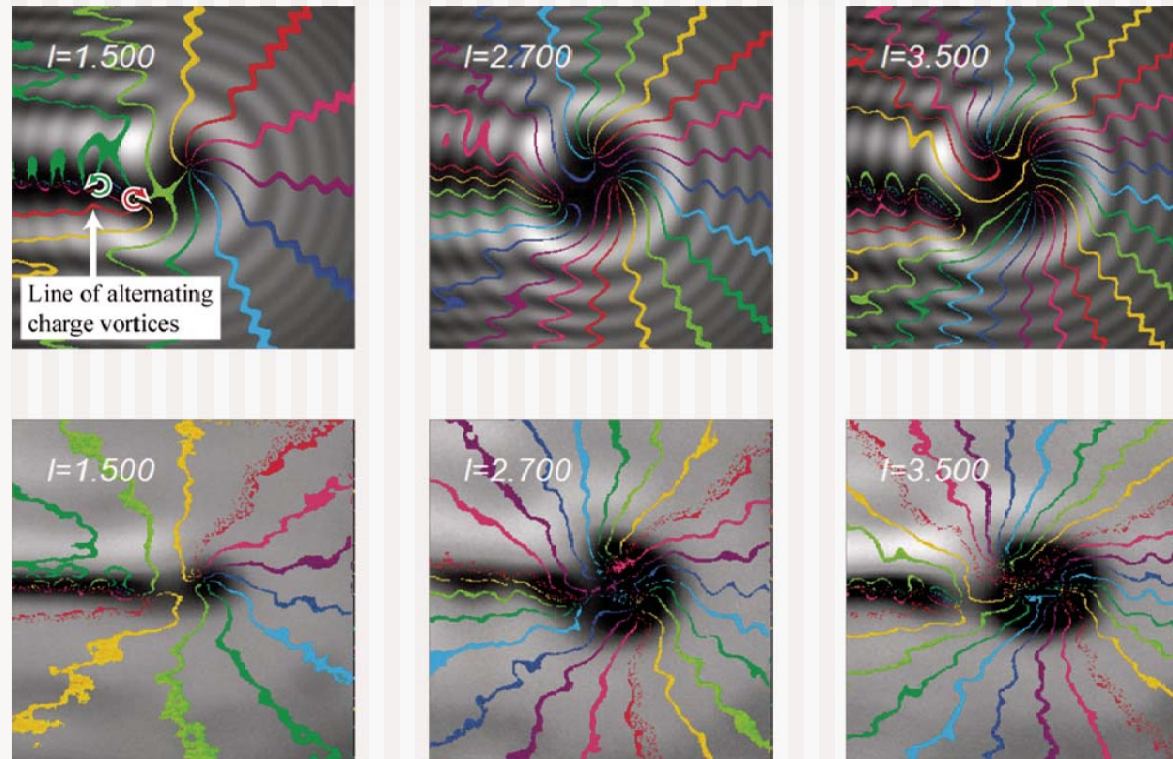 l=1.500
l=2.700
l=3.500
Line of alternating
charge vortices
l=1.500
l=2.700
l=3.500